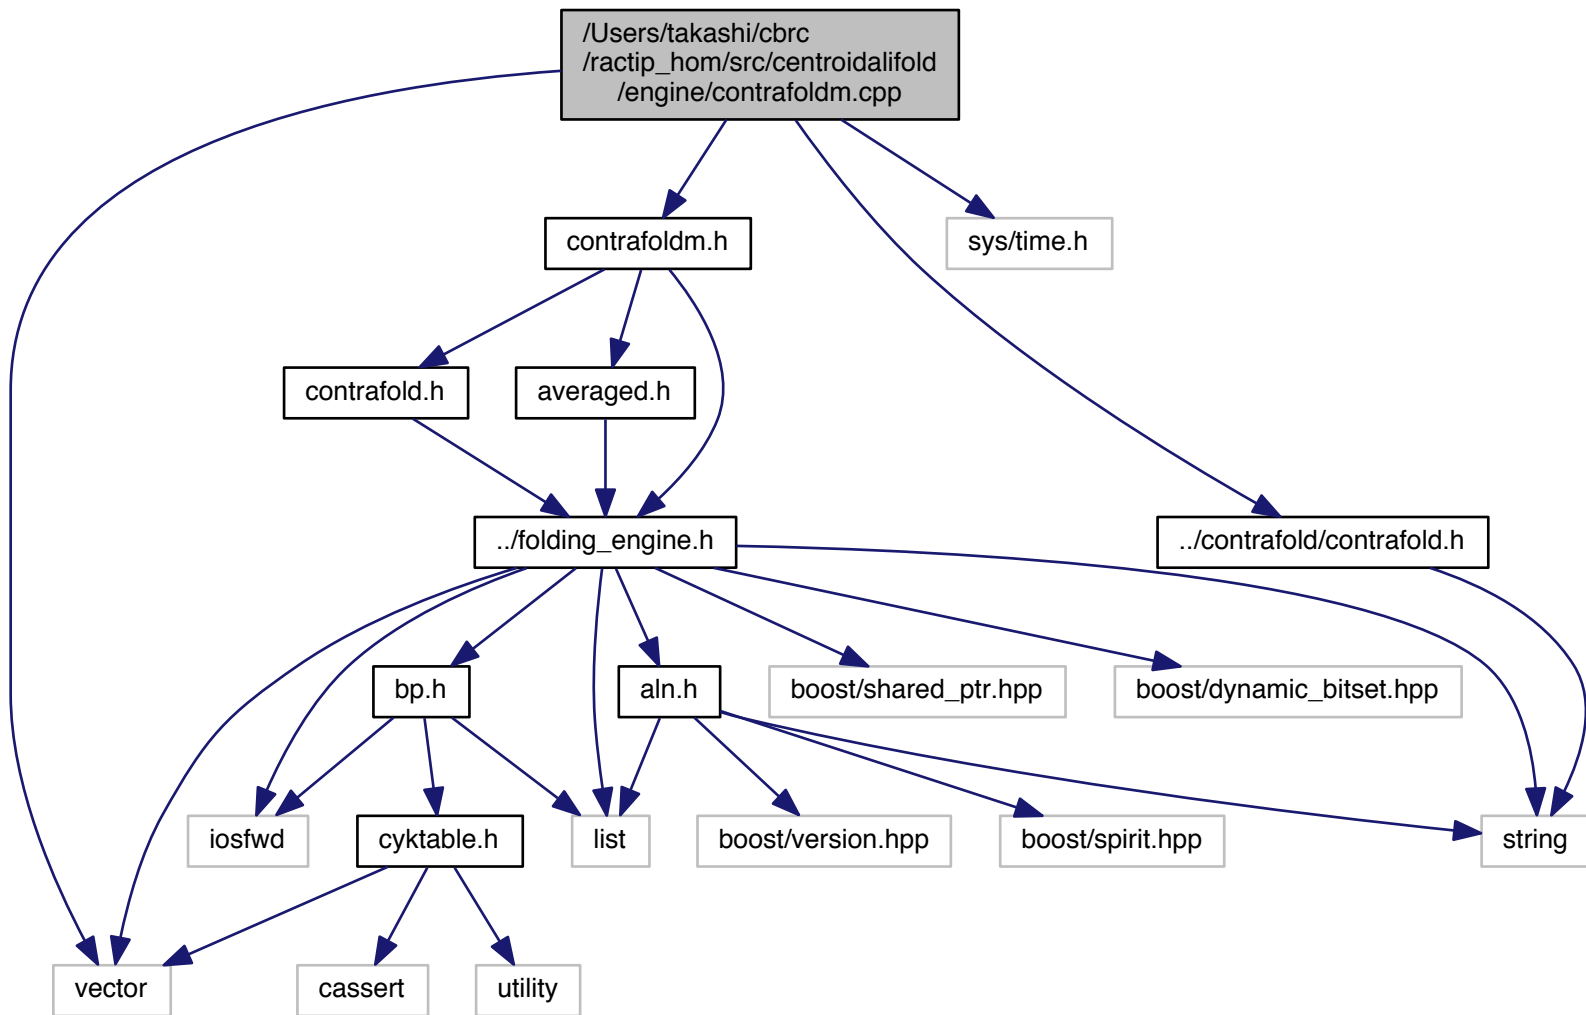 /Users/takashi/cbrc
/ractip_hom/src/centroidalifold
/engine/contrafoldm.cpp
contrafoldm.h
sys/time.h
contrafold.h
averaged.h
../folding_engine.h
../contrafold/contrafold.h
bp.h
aln.h
boost/shared_ptr.hpp
boost/dynamic_bitset.hpp
iosfwd
cyktable.h
list
boost/version.hpp
boost/spirit.hpp
string
vector
cassert
utility